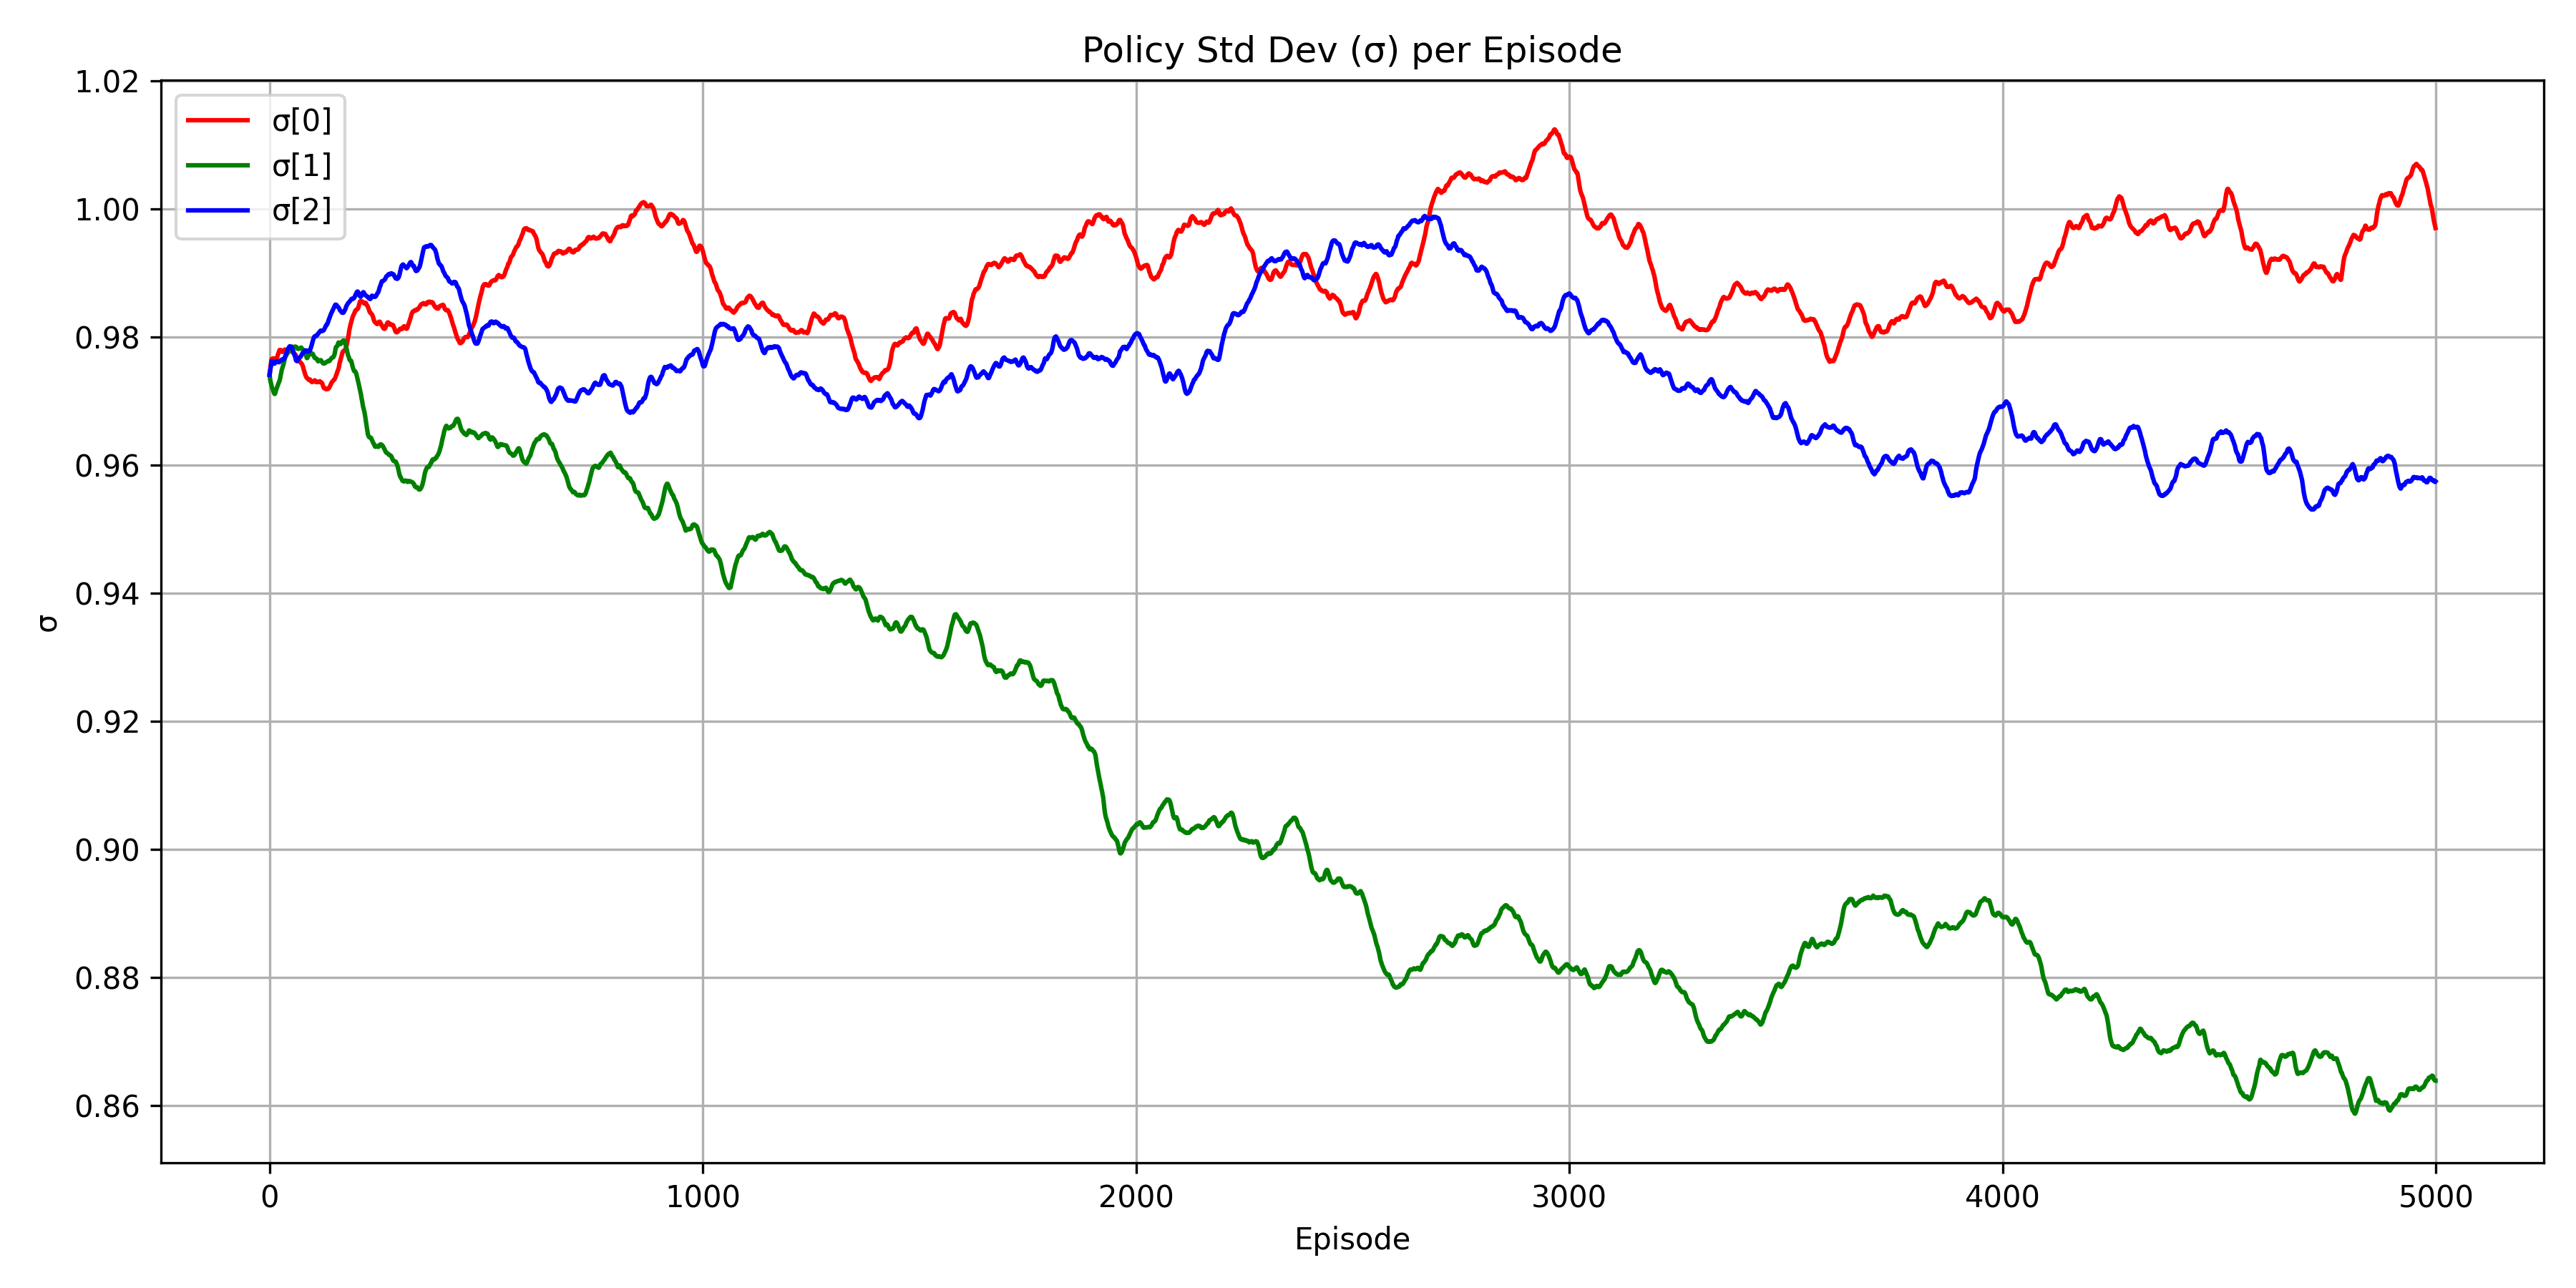 Policy Std Dev (σ) per Episode
1.02
1.00
0.98
0.96
0.94
0.92
0.90
0.88
0.86
σ[0]
σ[1]
σ[2]
σ
0 1000 2000 3000 4000 5000
Episode